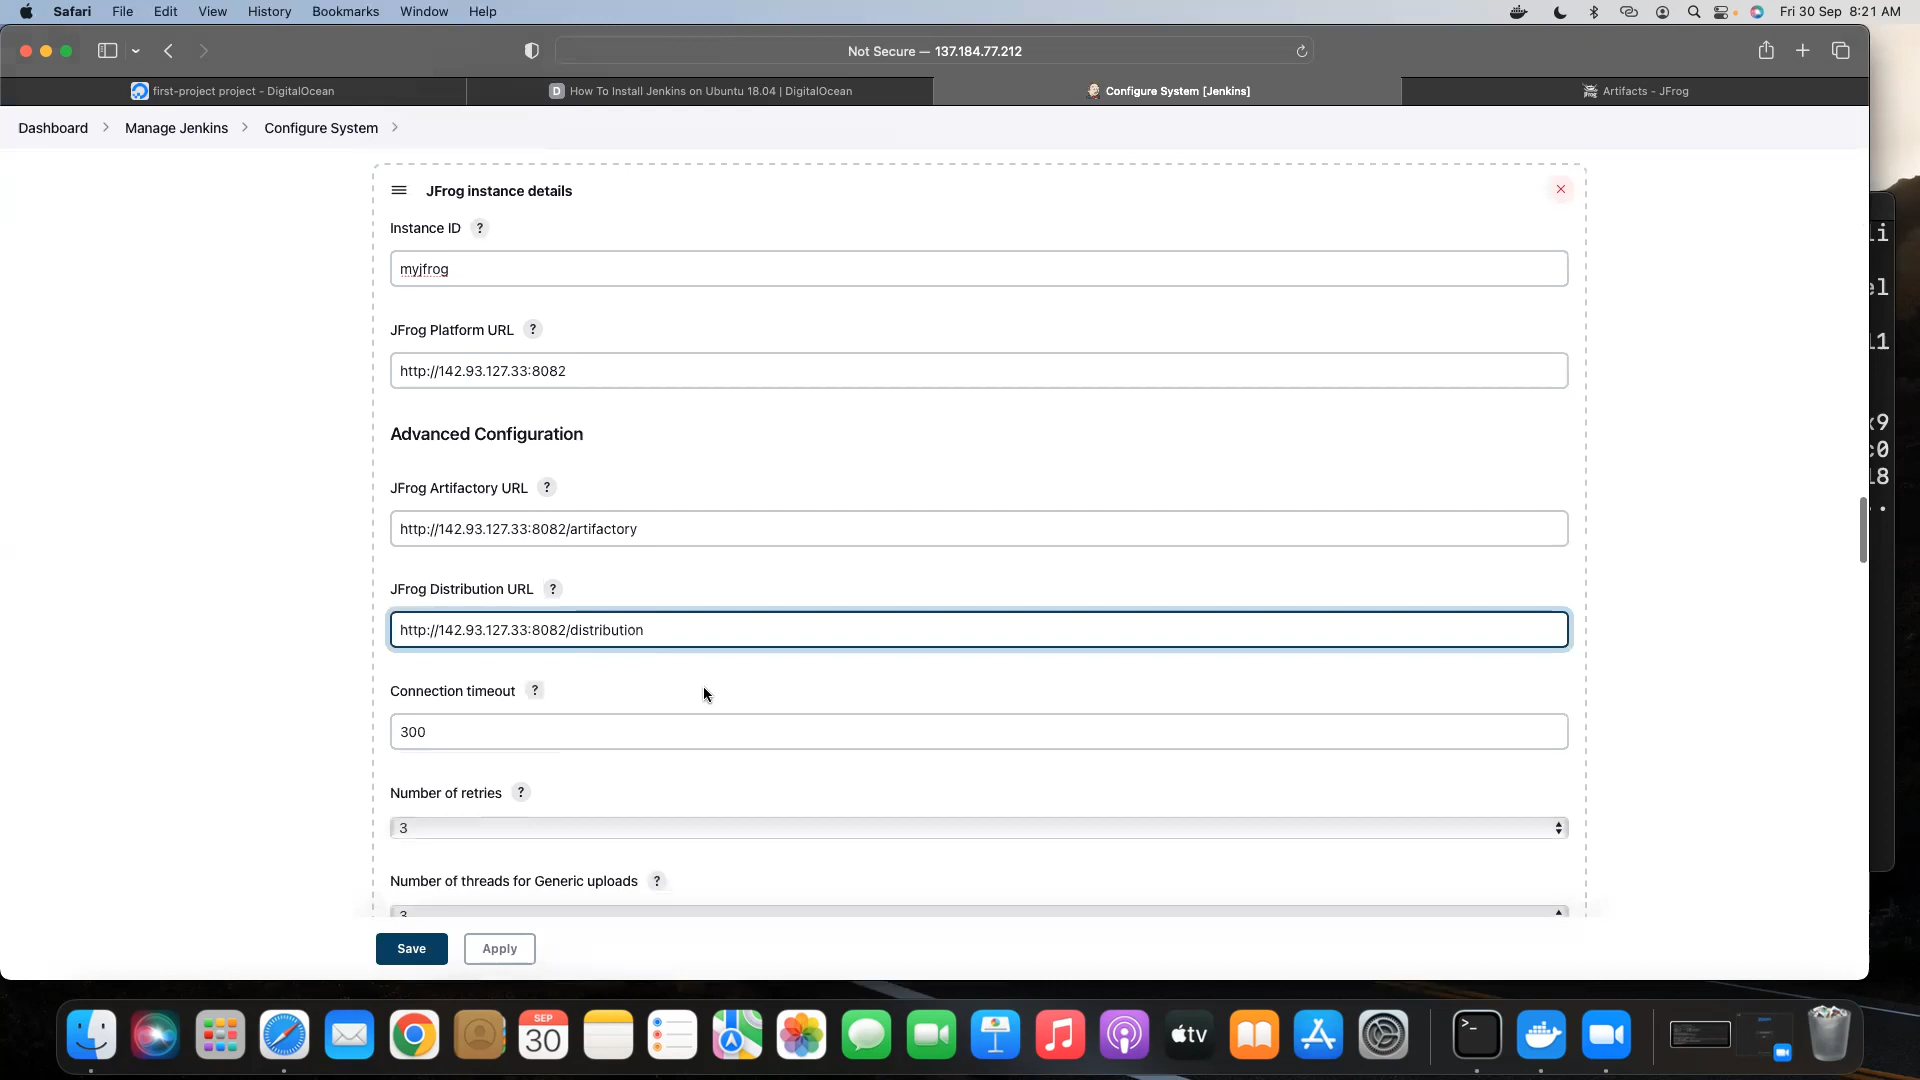 Safari File Edit View History Bookmarks Window Help Fri 30 Sep 8:21 AM
Not Secure — 137.184.77.212
first-project project - DigitalOcean
D How To Install Jenkins on Ubuntu 18.04 | DigitalOcean
Configure System [Jenkins]
Artifacts - JFrog
Dashboard > Manage Jenkins > Configure System >
JFrog instance details
Instance ID ?
myjfrog
JFrog Platform URL ?
http://142.93.127.33:8082
Advanced Configuration
JFrog Artifactory URL ?
http://142.93.127.33:8082/artifactory
JFrog Distribution URL ?
http://142.93.127.33:8082/distribution
Connection timeout ?
300
Number of retries ?
3
Number of threads for Generic uploads ?
3
Save Apply
SEP
30
tv